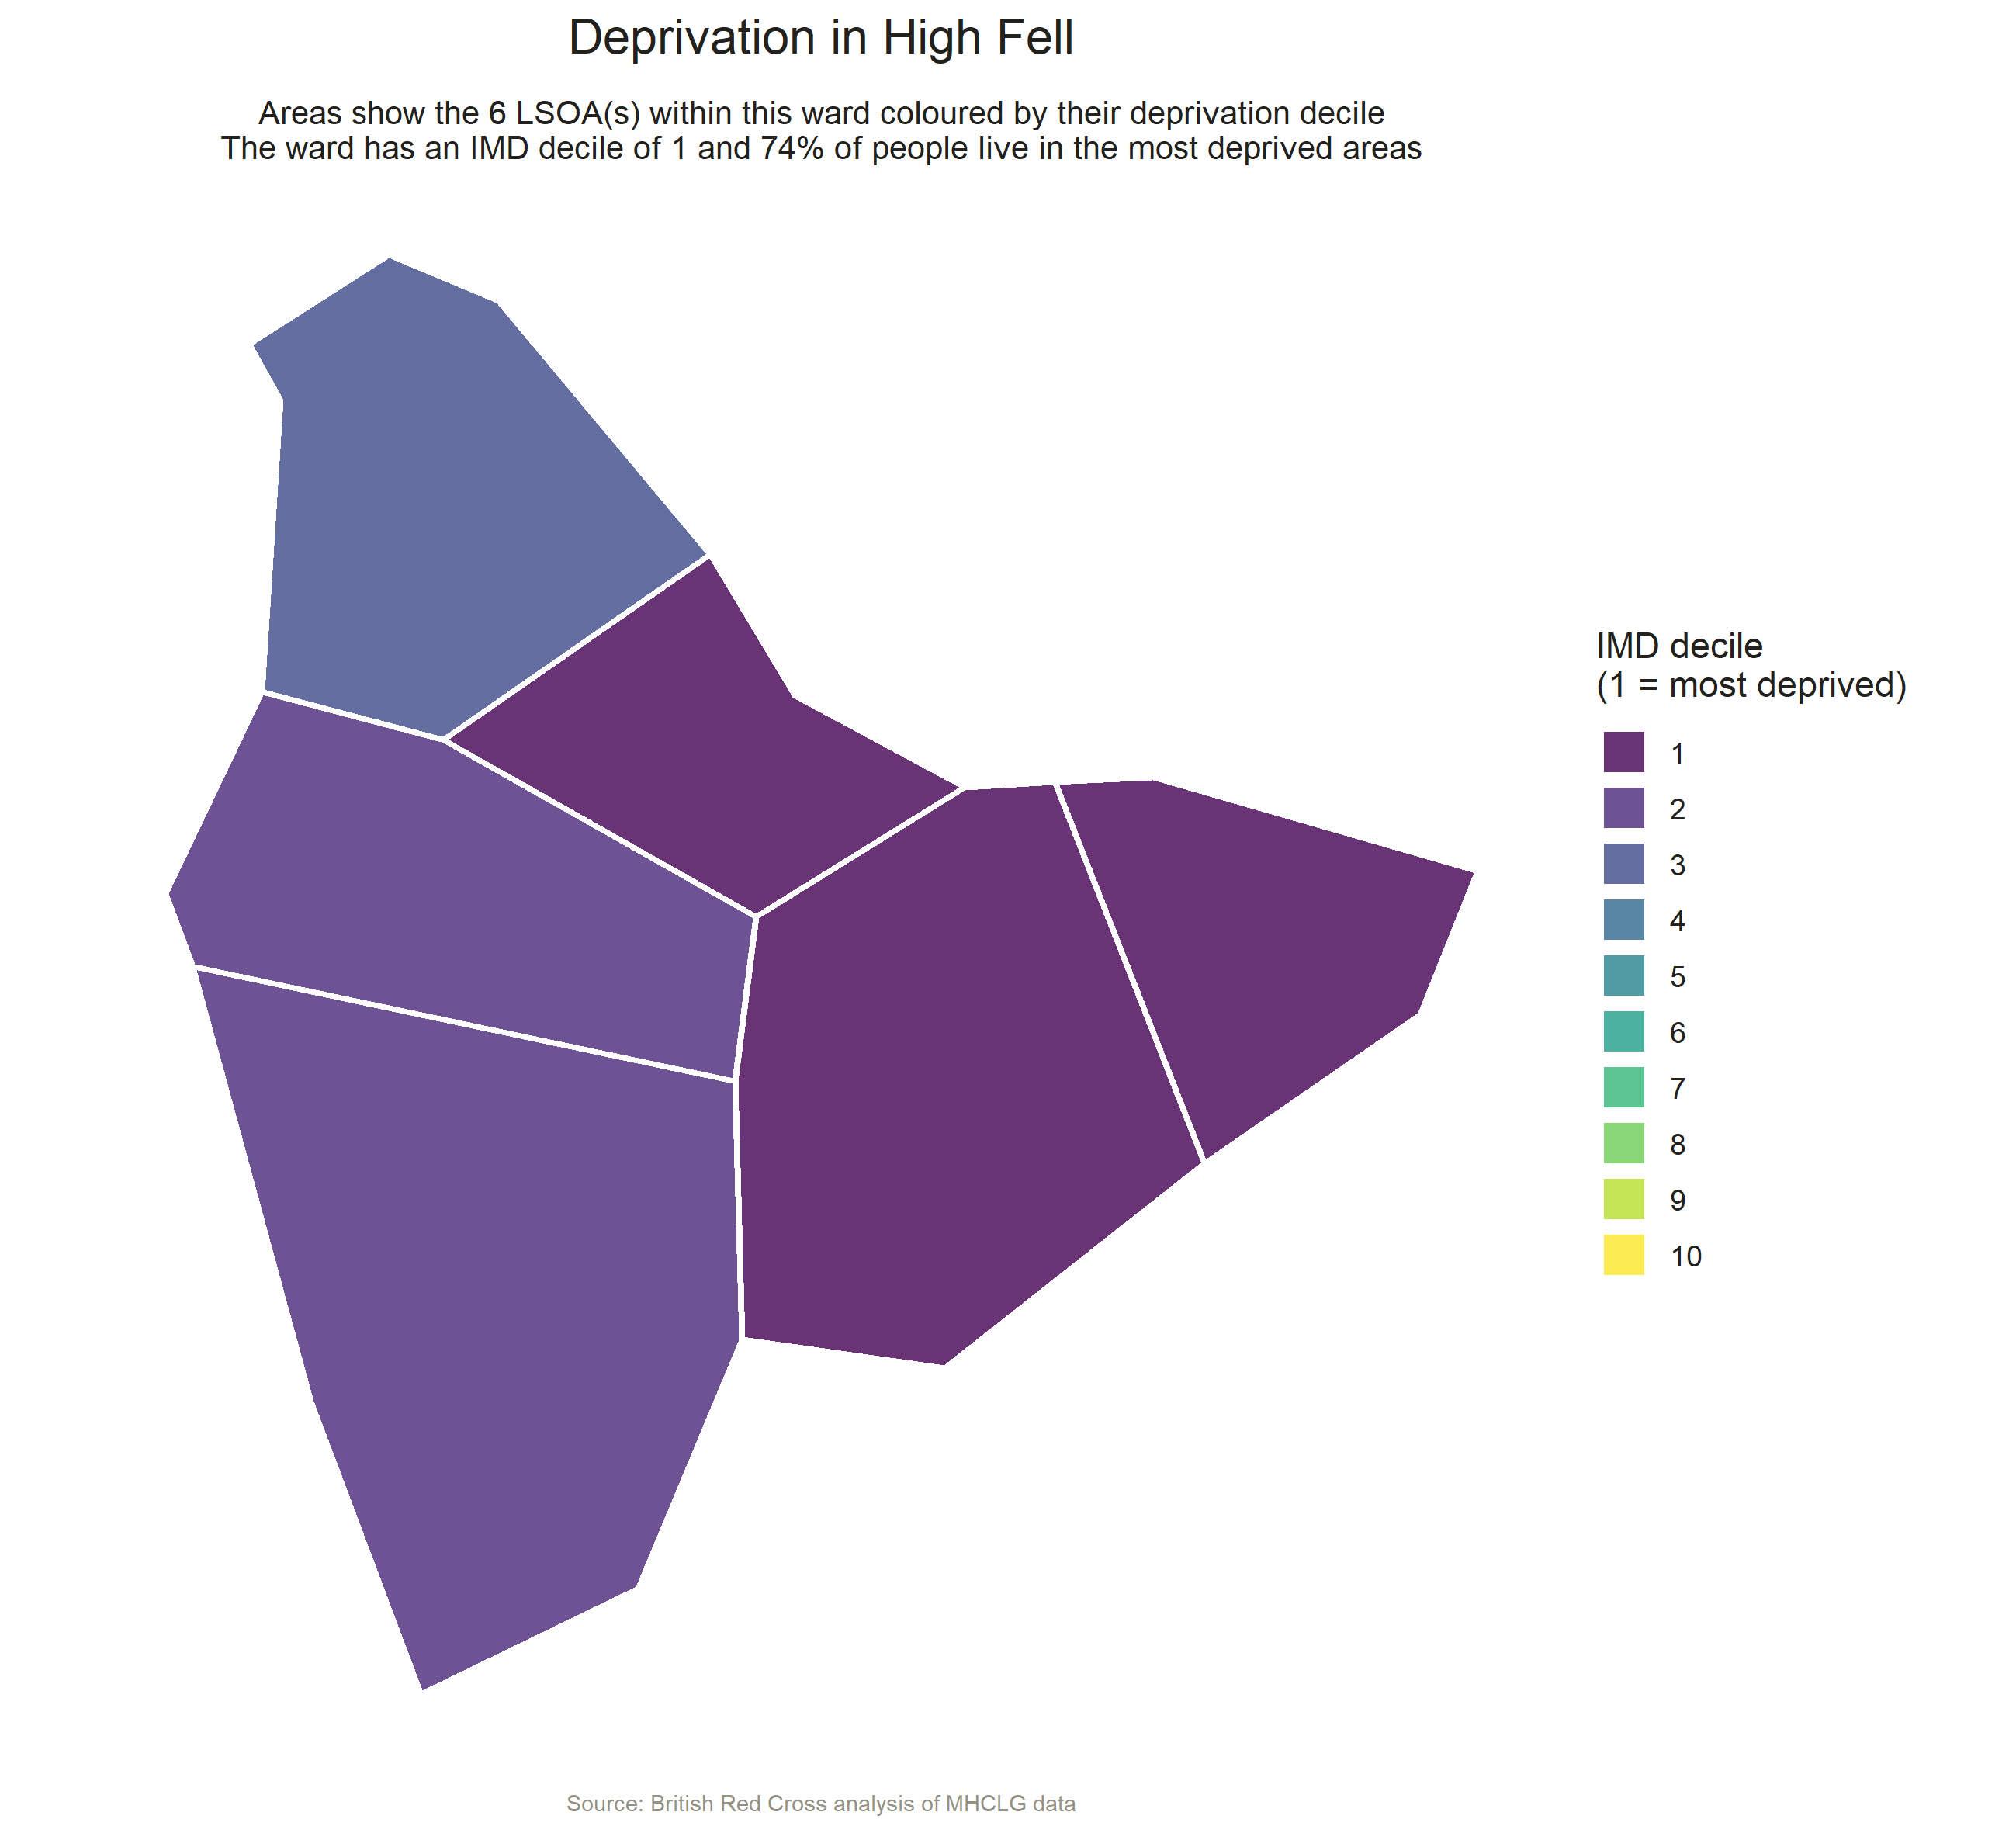 Deprivation in High Fell
Areas show the 6 LSOA(s) within this ward coloured by their deprivation decile
The ward has an IMD decile of 1 and 74% of people live in the most deprived areas
IMD decile
(1 = most deprived)
1
2
3
4
5
6
7
8
9
10
Source: British Red Cross analysis of MHCLG data